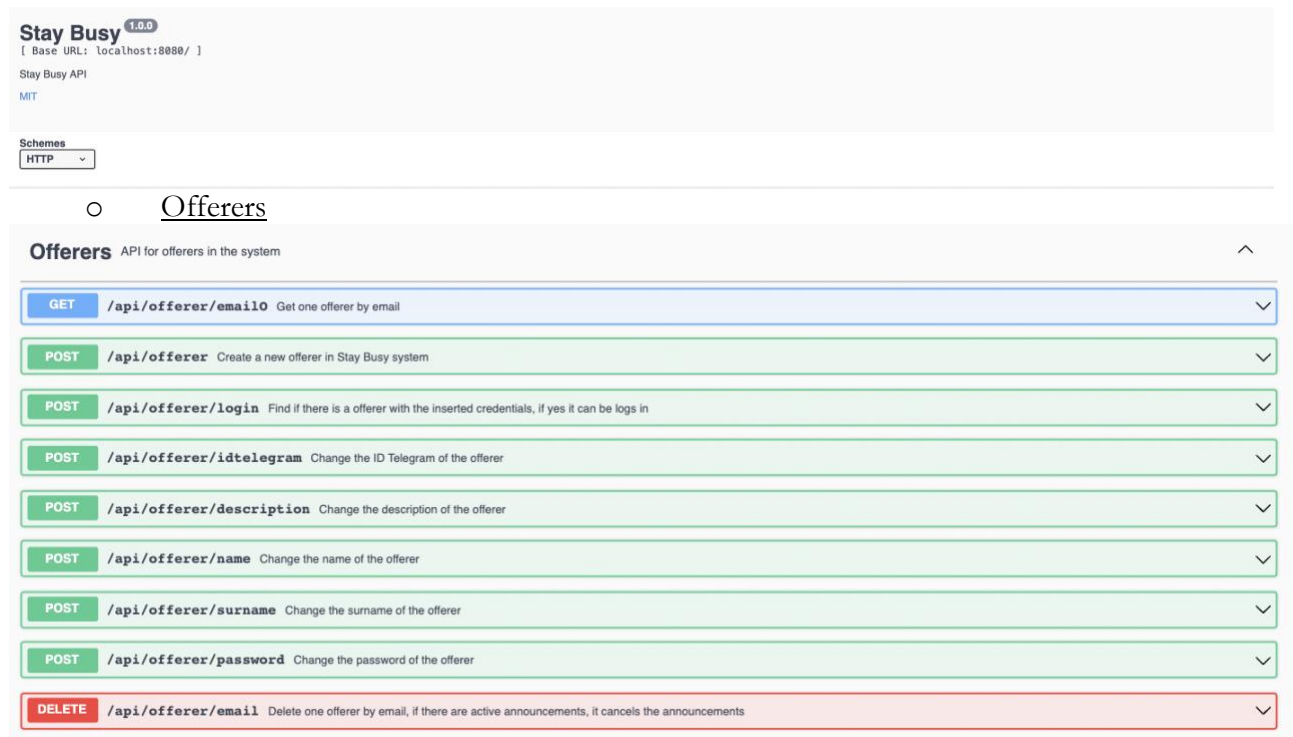 Stay Busy 1.0.0
[ Base URL: localhost:8080/ ]
Stay Busy API
MIT
Schemes
HTTP
o Offerers
Offerers API for offerers in the system
GET /api/offerer/emailO Get one offerer by email
POST /api/offerer Create a new offerer in Stay Busy system
POST /api/offerer/login Find if there is a offerer with the inserted credentials, if yes it can be logs in
POST /api/offerer/idtelegram Change the ID Telegram of the offerer
POST /api/offerer/description Change the description of the offerer
POST /api/offerer/name Change the name of the offerer
POST /api/offerer/surname Change the surname of the offerer
POST /api/offerer/password Change the password of the offerer
DELETE /api/offerer/email Delete one offerer by email, if there are active announcements, it cancels the announcements